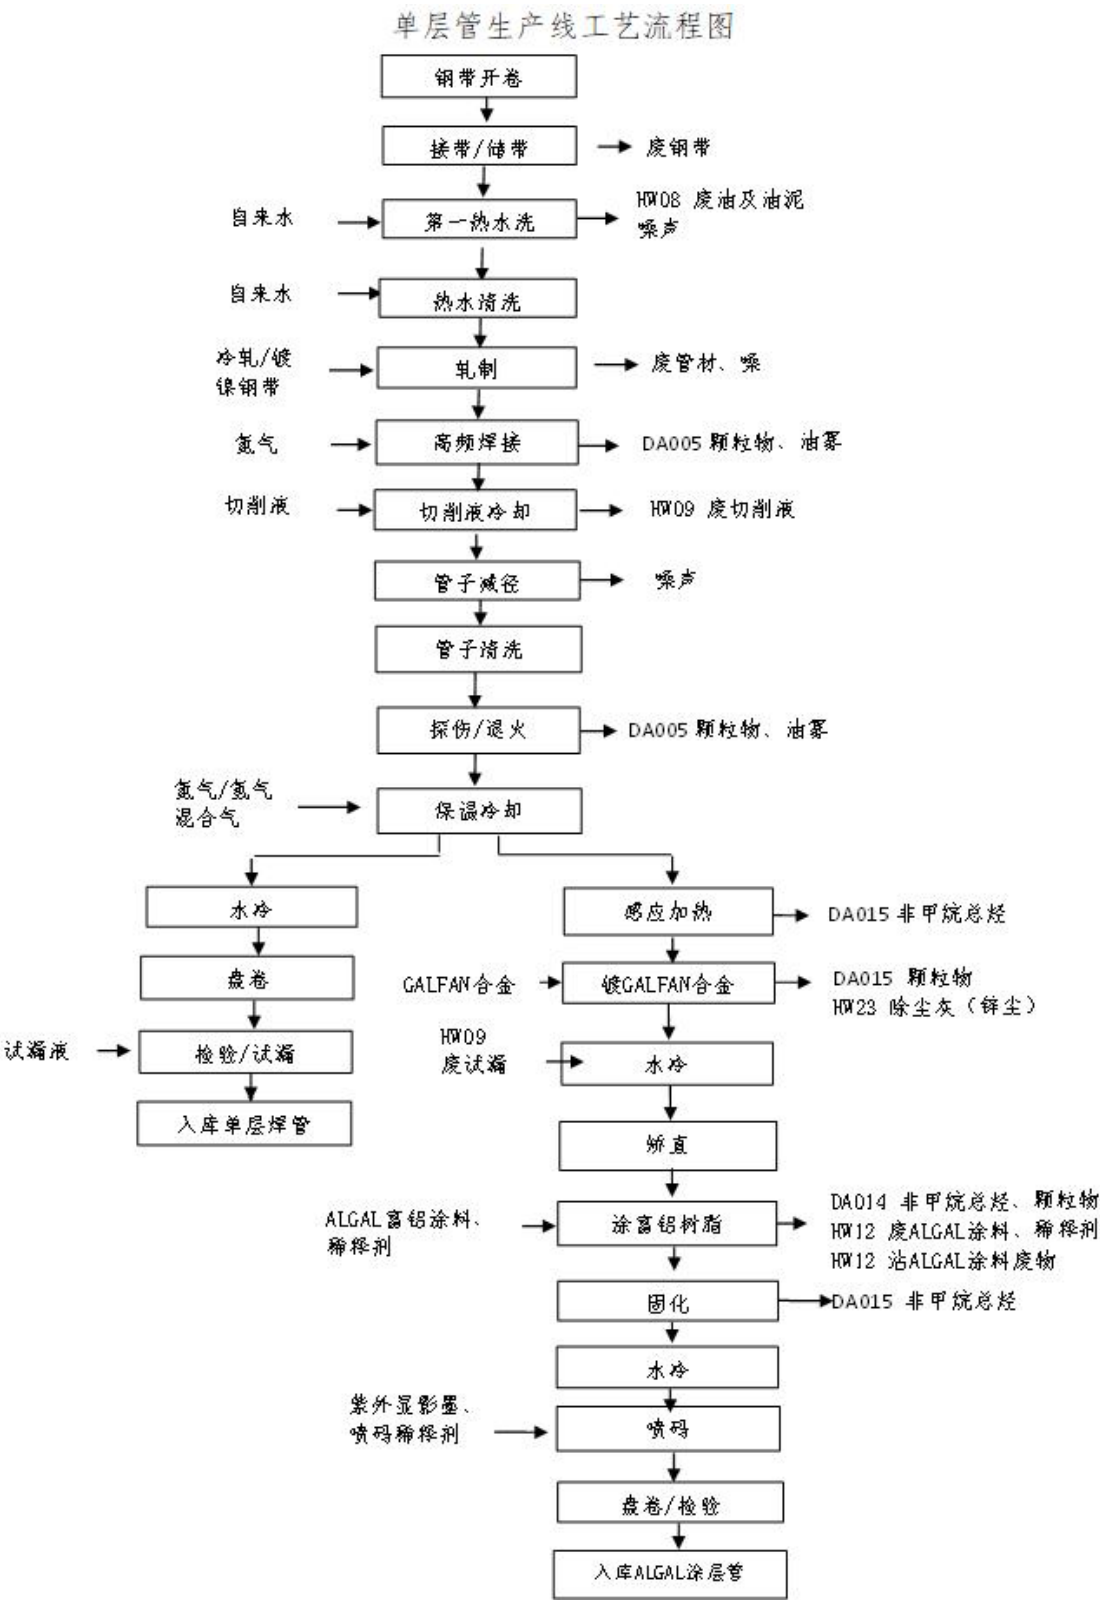 单层管生产线工艺流程图
钢带开卷
接带/储带
废钢带
自来水
第一热水洗
HW08 废油及油泥
噪声
自来水
热水清洗
冷轧/镀
镍钢带
轧制
废管材、噪
氮气
高频焊接
DA005 颗粒物、油雾
切削液
切削液冷却
HW09 废切削液
管子减径
噪声
管子清洗
探伤/退火
DA005 颗粒物、油雾
氮气/氢气
混合气
保温冷却
水冷
感应加热
DA015 非甲烷总烃
盘卷
GALFAN合金
镀GALFAN合金
DA015 颗粒物
HW23 除尘灰（锌尘）
试漏液
检验/试漏
HW09
废试漏
水冷
入库单层焊管
矫直
ALGAL富铝涂料、
稀释剂
涂富铝树脂
DA014 非甲烷总烃、颗粒物
HW12 废ALGAL涂料、稀释剂
HW12 沾ALGAL涂料废物
固化
DA015 非甲烷总烃
水冷
紫外显影墨、
喷码稀释剂
喷码
盘卷/检验
入库ALGAL涂层管